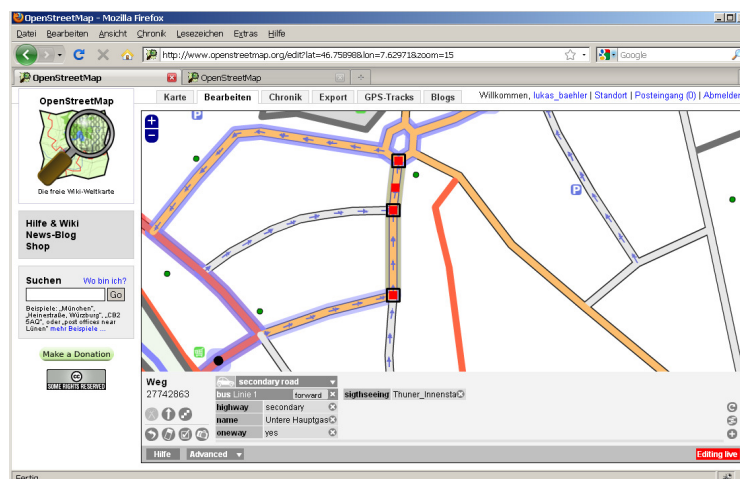 OpenStreetMap - Mozilla Firefox
Datei Bearbeiten Ansicht Chronik Lesezeichen Extras Hilfe
http://www.openstreetmap.org/edit?lat=46.75898&lon=7.62971&zoom=15
Google
OpenStreetMap
OpenStreetMap
Karte Bearbeiten Chronik Export GPS-Tracks Blogs
Willkommen, lukas_baehler | Standort | Posteingang (0) | Abmelden
OpenStreetMap
Die freie Wiki-Weltkarte
Hilfe & Wiki
News-Blog
Shop
Suchen Wo bin ich?
Go
Beispiele: „München",
„Heinestraße, Würzburg", „CB2
5AQ", oder „post offices near
Lünen" mehr Beispiele ...
Make a Donation
cc
SOME RIGHTS RESERVED
+
−
P
P
Weg
27742863
secondary road
bus Linie 1 forward
sigthseeing Thuner_Innensta
highway secondary
name Untere Hauptgas
oneway yes
Hilfe Advanced
Editing live
Fertig